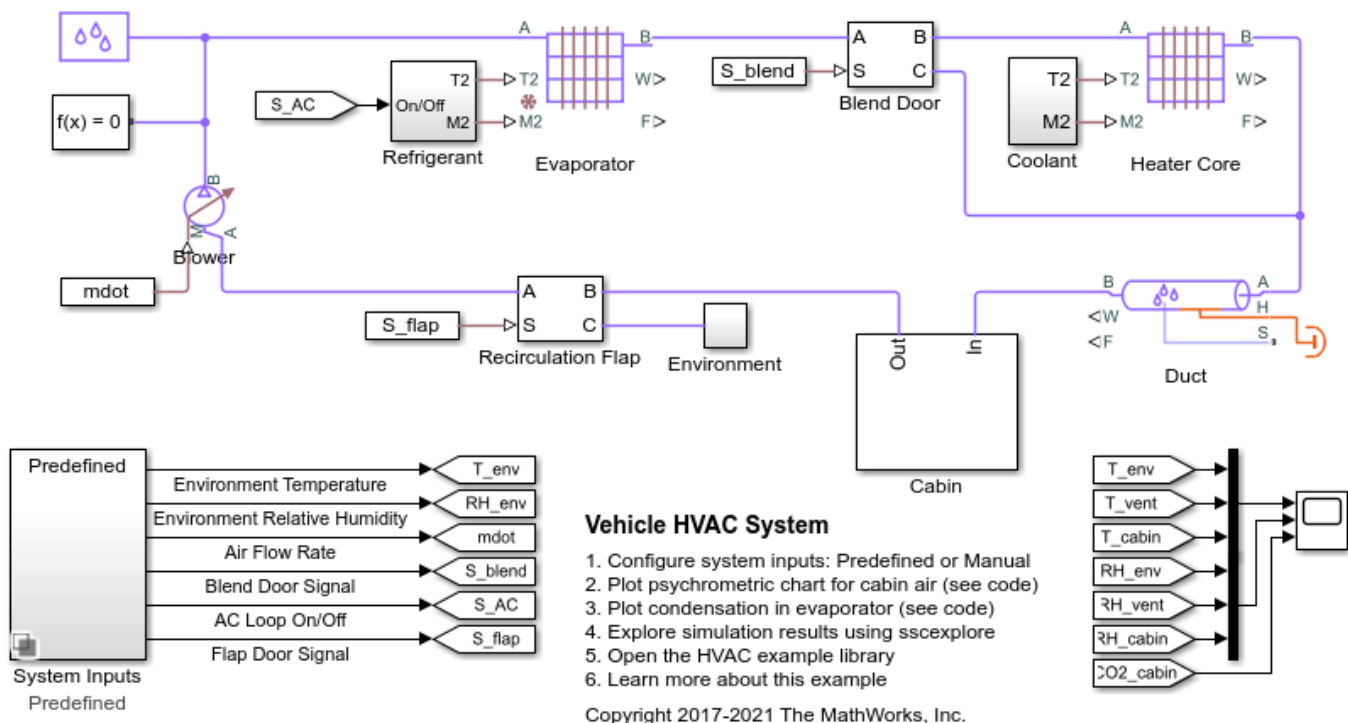 A
B
W
F
T2
M2
Evaporator
S_AC
On/Off
T2
M2
Refrigerant
S_blend
A
B
S
C
Blend Door
T2
M2
Coolant
A
B
W
F
T2
M2
Heater Core
f(x) = 0
B
M
A
Blower
mdot
S_flap
A
B
S
C
Recirculation Flap
Environment
Out
In
Cabin
B
A
W
H
F
S
Duct
Predefined
Environment Temperature
Environment Relative Humidity
Air Flow Rate
Blend Door Signal
AC Loop On/Off
Flap Door Signal
System Inputs
Predefined
T_env
RH_env
mdot
S_blend
S_AC
S_flap
Vehicle HVAC System
1. Configure system inputs: Predefined or Manual
2. Plot psychrometric chart for cabin air (see code)
3. Plot condensation in evaporator (see code)
4. Explore simulation results using sscexplore
5. Open the HVAC example library
6. Learn more about this example
Copyright 2017-2021 The MathWorks, Inc.
T_env
T_vent
T_cabin
RH_env
RH_vent
RH_cabin
CO2_cabin